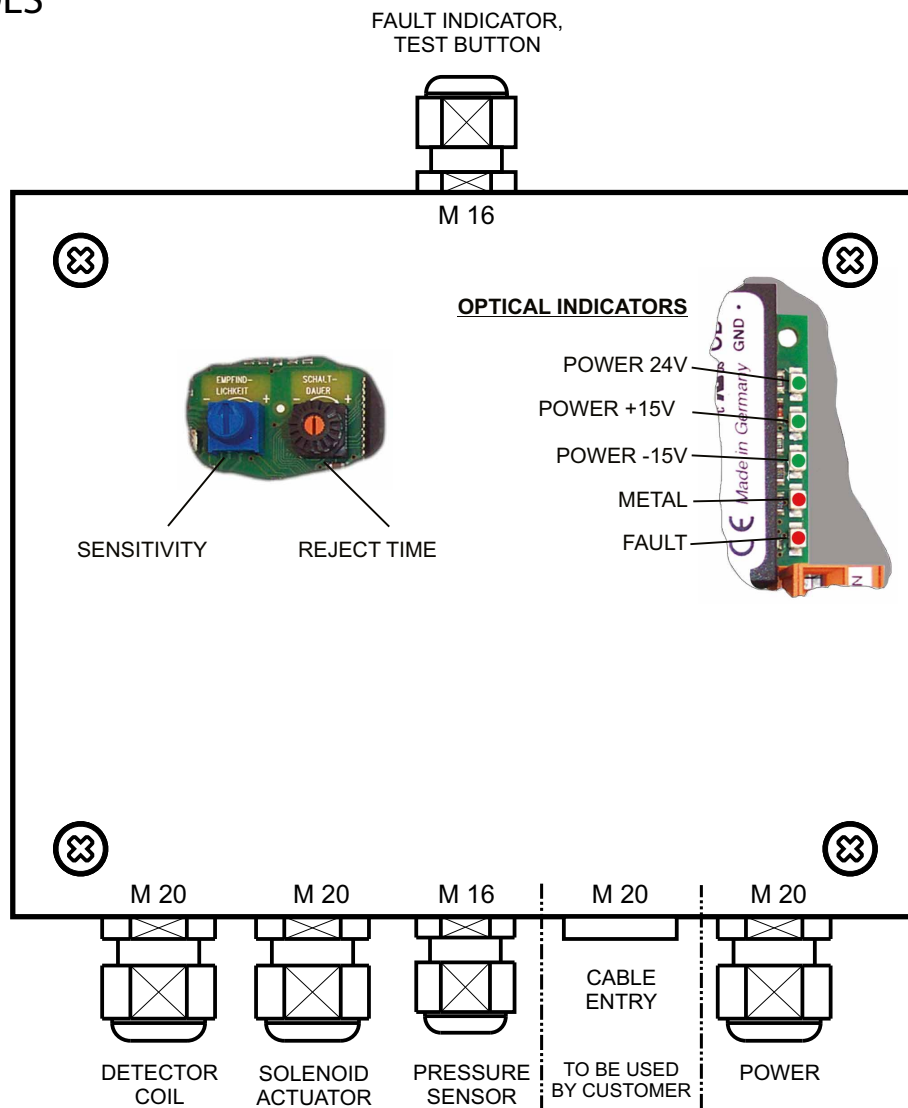 FAULT INDICATOR,
TEST BUTTON
M 16
OPTICAL INDICATORS
POWER 24V
POWER +15V
POWER -15V
METAL
FAULT
GND
Made in Germany
CE
N
EMPFIND-
LICHKEIT
- +
SCHALT-
DAUER
- +
SENSITIVITY
REJECT TIME
M 20
M 20
M 16
M 20
M 20
DETECTOR
COIL
SOLENOID
ACTUATOR
PRESSURE
SENSOR
CABLE
ENTRY
TO BE USED
BY CUSTOMER
POWER